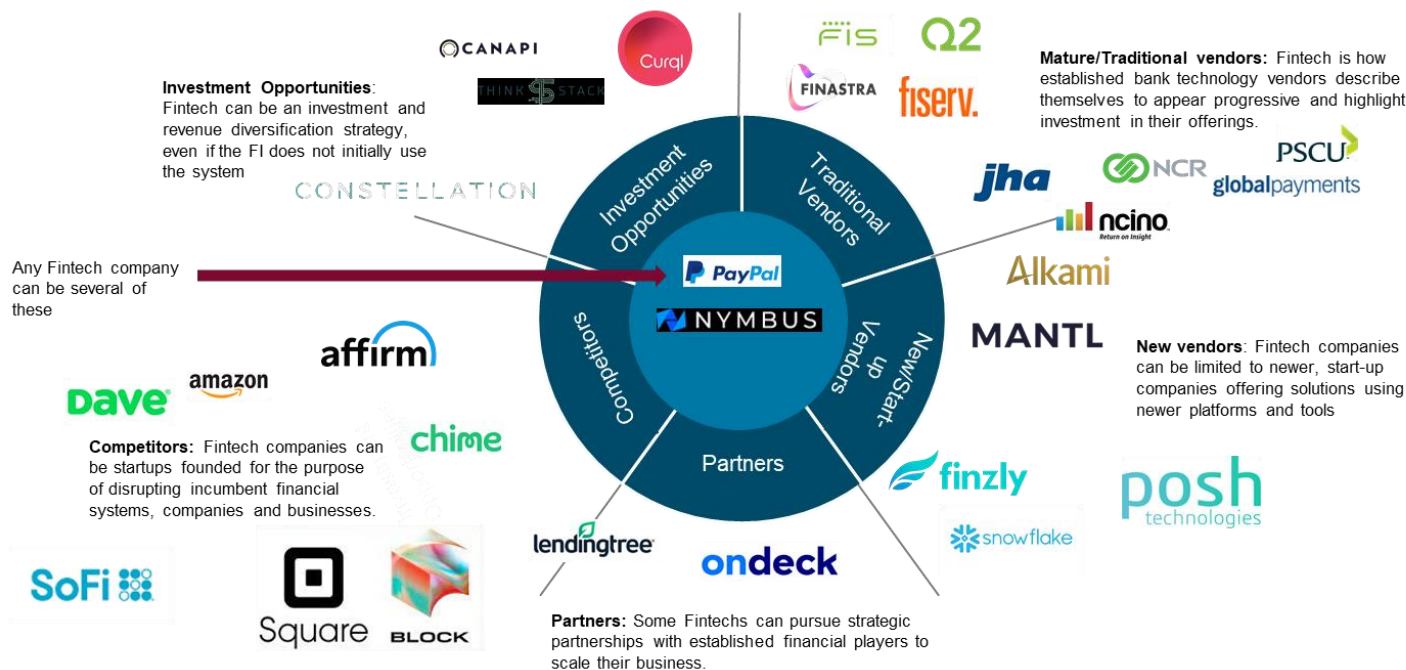 CANAPI
Curql
THINK STACK
Investment Opportunities:
Fintech can be an investment and
revenue diversification strategy,
even if the FI does not initially use
the system
CONSTELLATION
FIS
Q2
FINASTRA
fiserv.
Mature/Traditional vendors: Fintech is how
established bank technology vendors describe
themselves to appear progressive and highlight
investment in their offerings.
jha
NCR
PSCU
globalpayments
ncino
Return on Insight
Investment
Opportunities
Traditional
Vendors
New/Start-
up
Vendors
Partners
Competitors
PayPal
NYMBUS
Any Fintech company
can be several of
these
Alkami
MANTL
New vendors: Fintech companies
can be limited to newer, start-up
companies offering solutions using
newer platforms and tools
affirm
amazon
Dave
chime
Competitors: Fintech companies can
be startups founded for the purpose
of disrupting incumbent financial
systems, companies and businesses.
SoFi
Square
BLOCK
finzly
posh
technologies
snowflake
lendingtree
ondeck
Partners: Some Fintechs can pursue strategic
partnerships with established financial players to
scale their business.